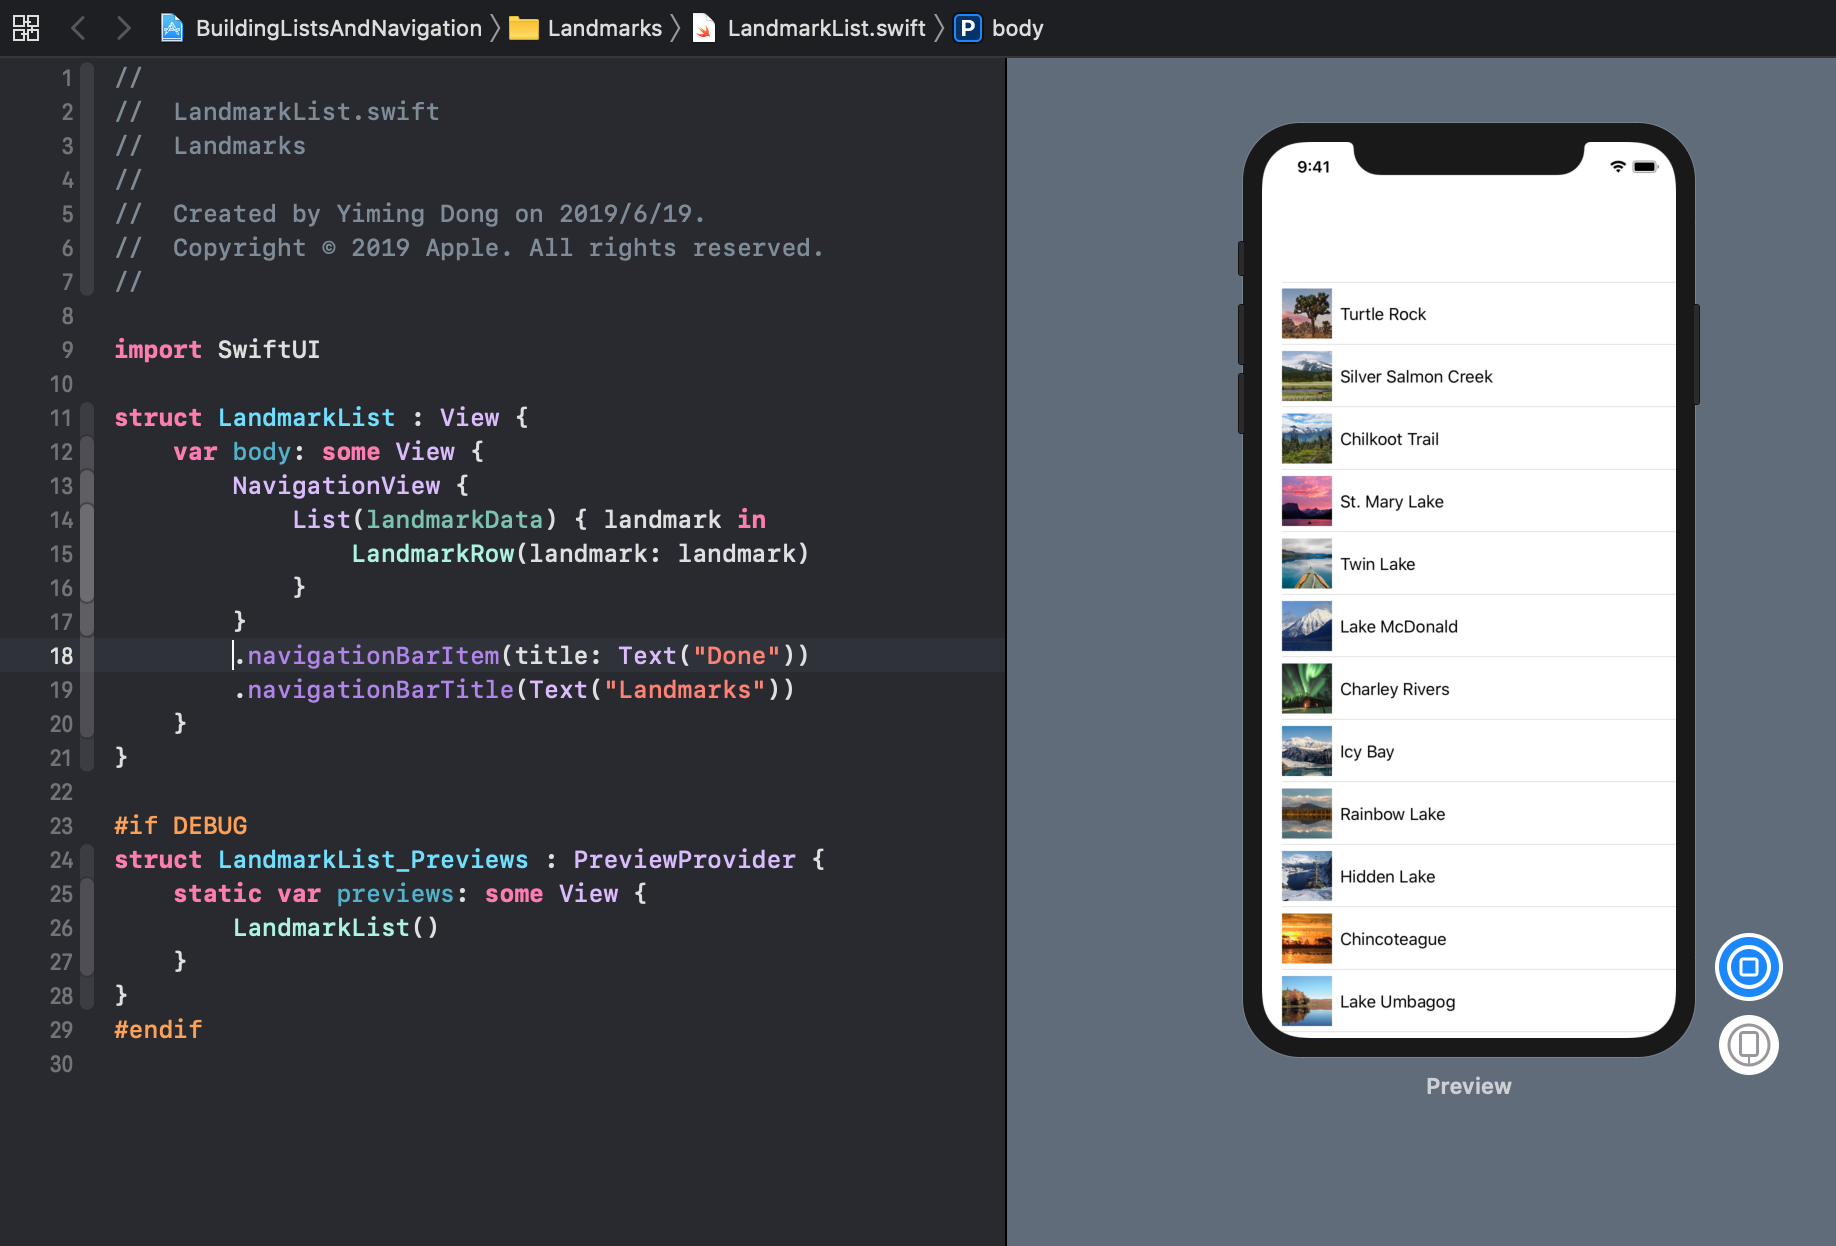 BuildingListsAndNavigation 〉 Landmarks 〉 LandmarkList.swift 〉 P body
1 //
2 //  LandmarkList.swift
3 //  Landmarks
4 //
5 //  Created by Yiming Dong on 2019/6/19.
6 //  Copyright © 2019 Apple. All rights reserved.
7 //
8
9 import SwiftUI
10
11 struct LandmarkList : View {
12     var body: some View {
13         NavigationView {
14             List(landmarkData) { landmark in
15                 LandmarkRow(landmark: landmark)
16             }
17         }
18         .navigationBarItem(title: Text("Done"))
19         .navigationBarTitle(Text("Landmarks"))
20     }
21 }
22
23 #if DEBUG
24 struct LandmarkList_Previews : PreviewProvider {
25     static var previews: some View {
26         LandmarkList()
27     }
28 }
29 #endif
30
9:41
Turtle Rock
Silver Salmon Creek
Chilkoot Trail
St. Mary Lake
Twin Lake
Lake McDonald
Charley Rivers
Icy Bay
Rainbow Lake
Hidden Lake
Chincoteague
Lake Umbagog
Preview